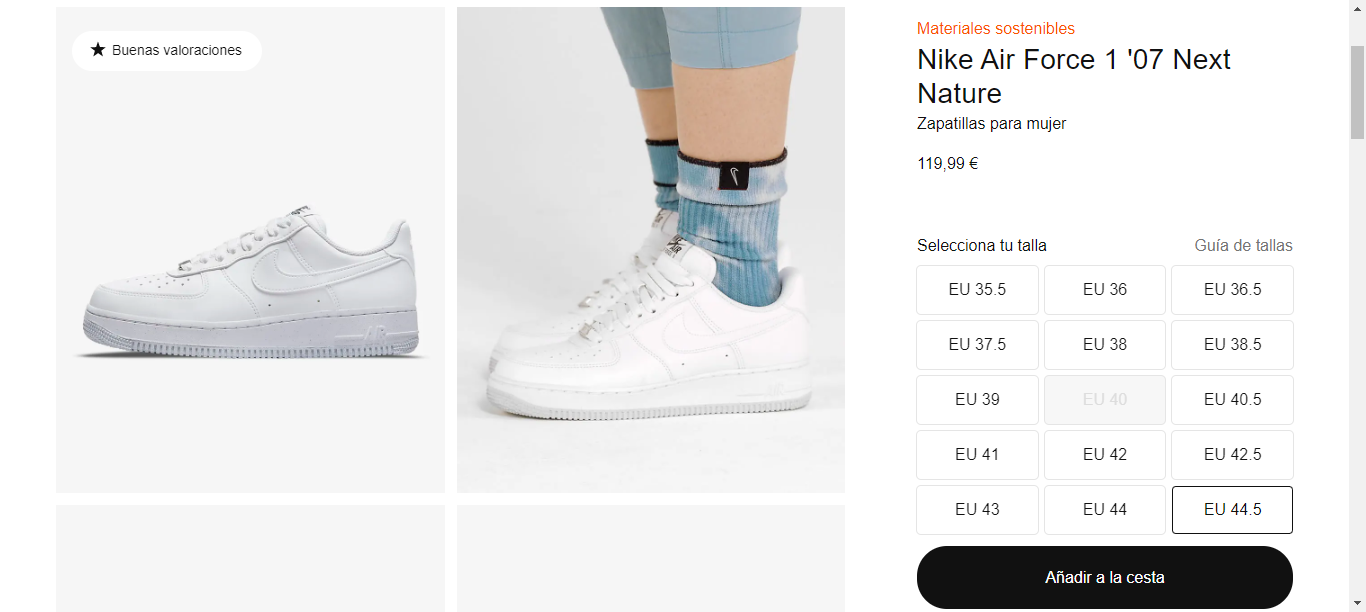 Buenas valoraciones
Materiales sostenibles
Nike Air Force 1 '07 Next
Nature
Zapatillas para mujer
119,99 €
Selecciona tu talla
Guía de tallas
EU 35.5
EU 36
EU 36.5
EU 37.5
EU 38
EU 38.5
EU 39
EU 40
EU 40.5
EU 41
EU 42
EU 42.5
EU 43
EU 44
EU 44.5
Añadir a la cesta